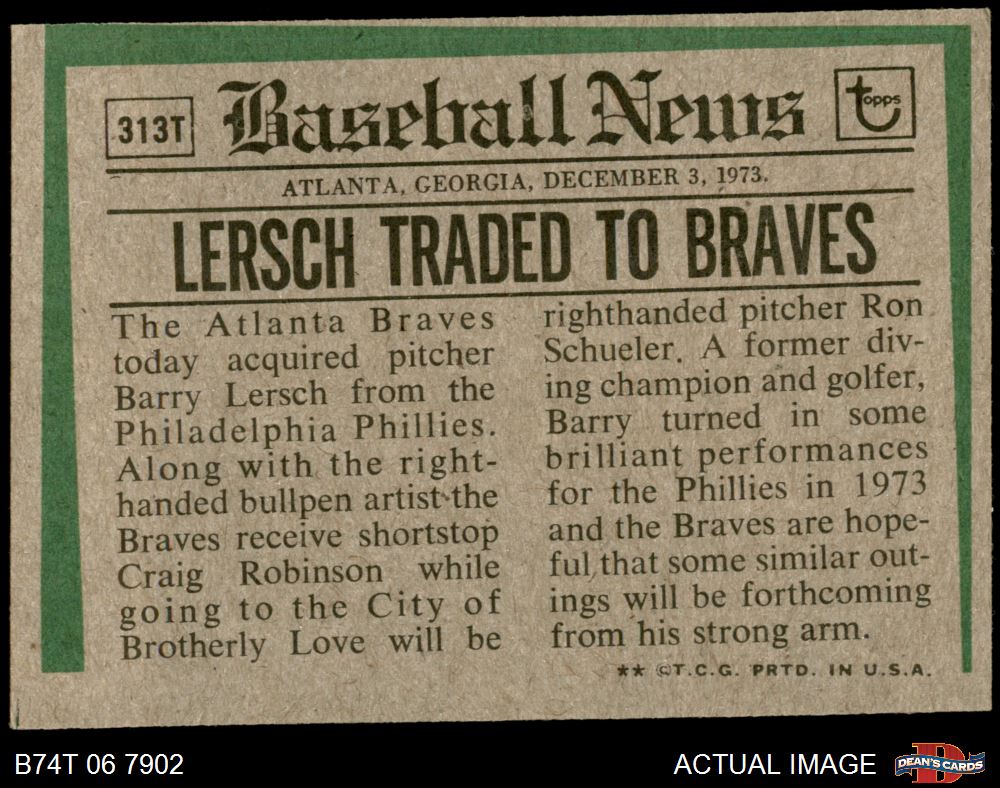 313T
Baseball News
Topps
ATLANTA, GEORGIA, DECEMBER 3, 1973.
LERSCH TRADED TO BRAVES
The Atlanta Braves
today acquired pitcher
Barry Lersch from the
Philadelphia Phillies.
Along with the right-
handed bullpen artist the
Braves receive shortstop
Craig Robinson while
going to the City of
Brotherly Love will be
righthanded pitcher Ron
Schueler. A former div-
ing champion and golfer,
Barry turned in some
brilliant performances
for the Phillies in 1973
and the Braves are hope-
ful that some similar out-
ings will be forthcoming
from his strong arm.
** ©T.C.G. PRTD. IN U.S.A.
B74T 06 7902
ACTUAL IMAGE
DEAN'S CARDS